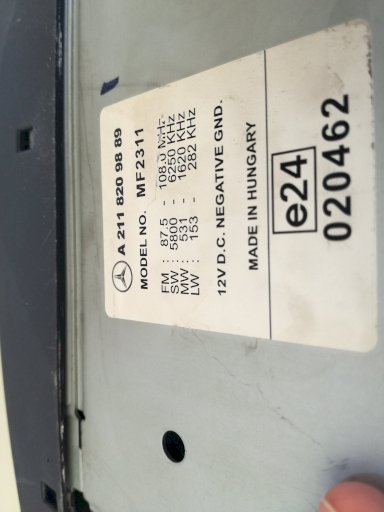 A 211 820 98 89
MODEL NO. MF2311
FM : 87.5 - 108.0 MHz
SW : 5800 - 6250 KHz
MW : 531 - 1620 KHz
LW : 153 - 282 KHz
12V D.C. NEGATIVE GND.
MADE IN HUNGARY
e24
020462